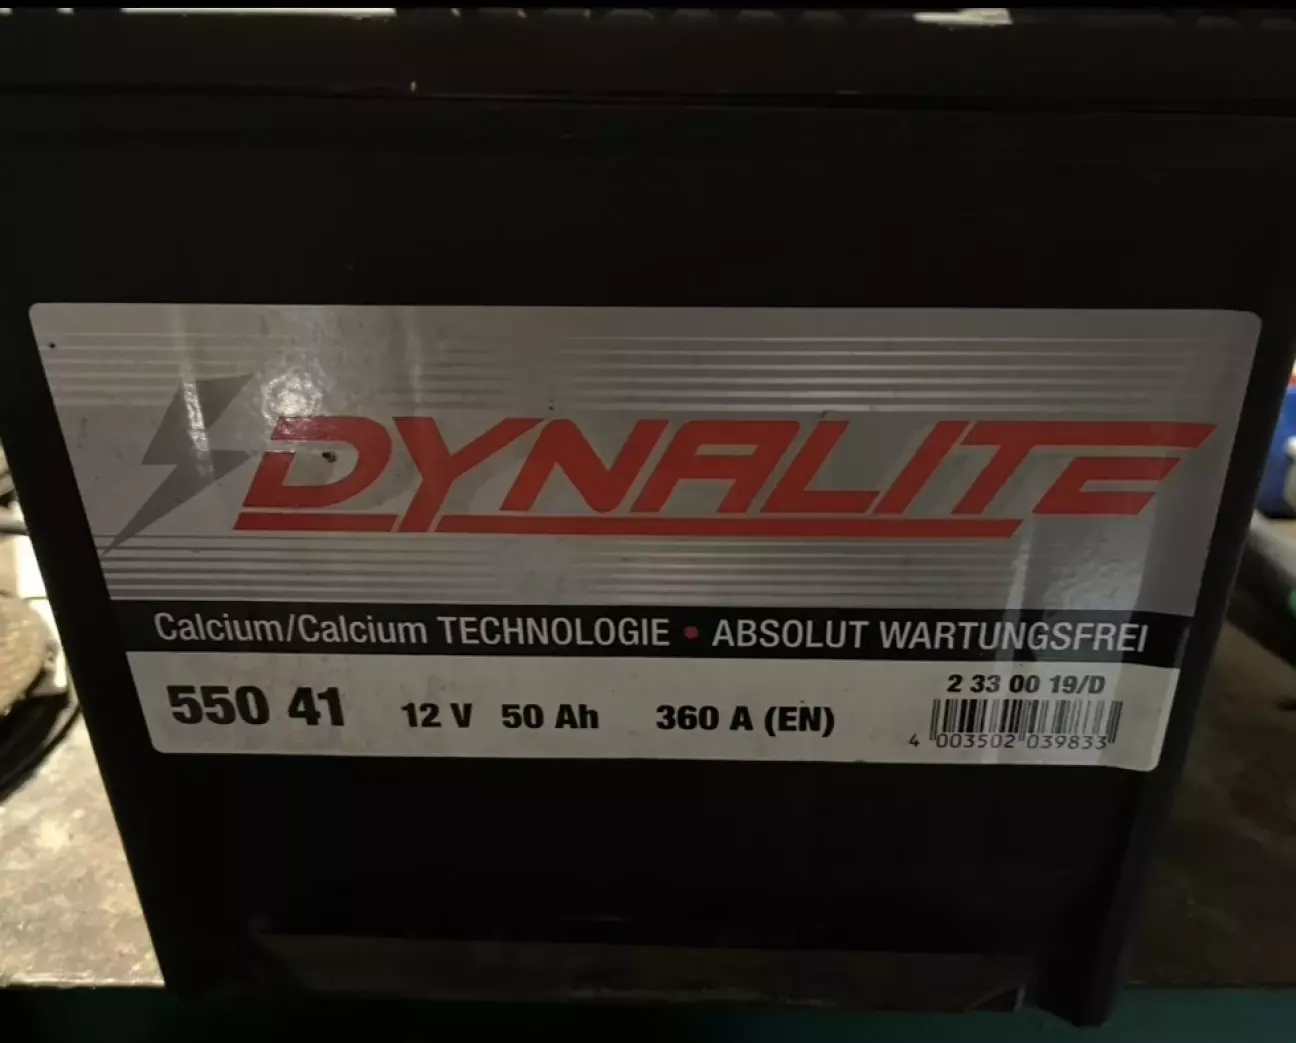 DYNALITE
Calcium/Calcium TECHNOLOGIE • ABSOLUT WARTUNGSFREI
550 41 12 V 50 Ah 360 A (EN)
2 33 00 19/D
4 003502 039833